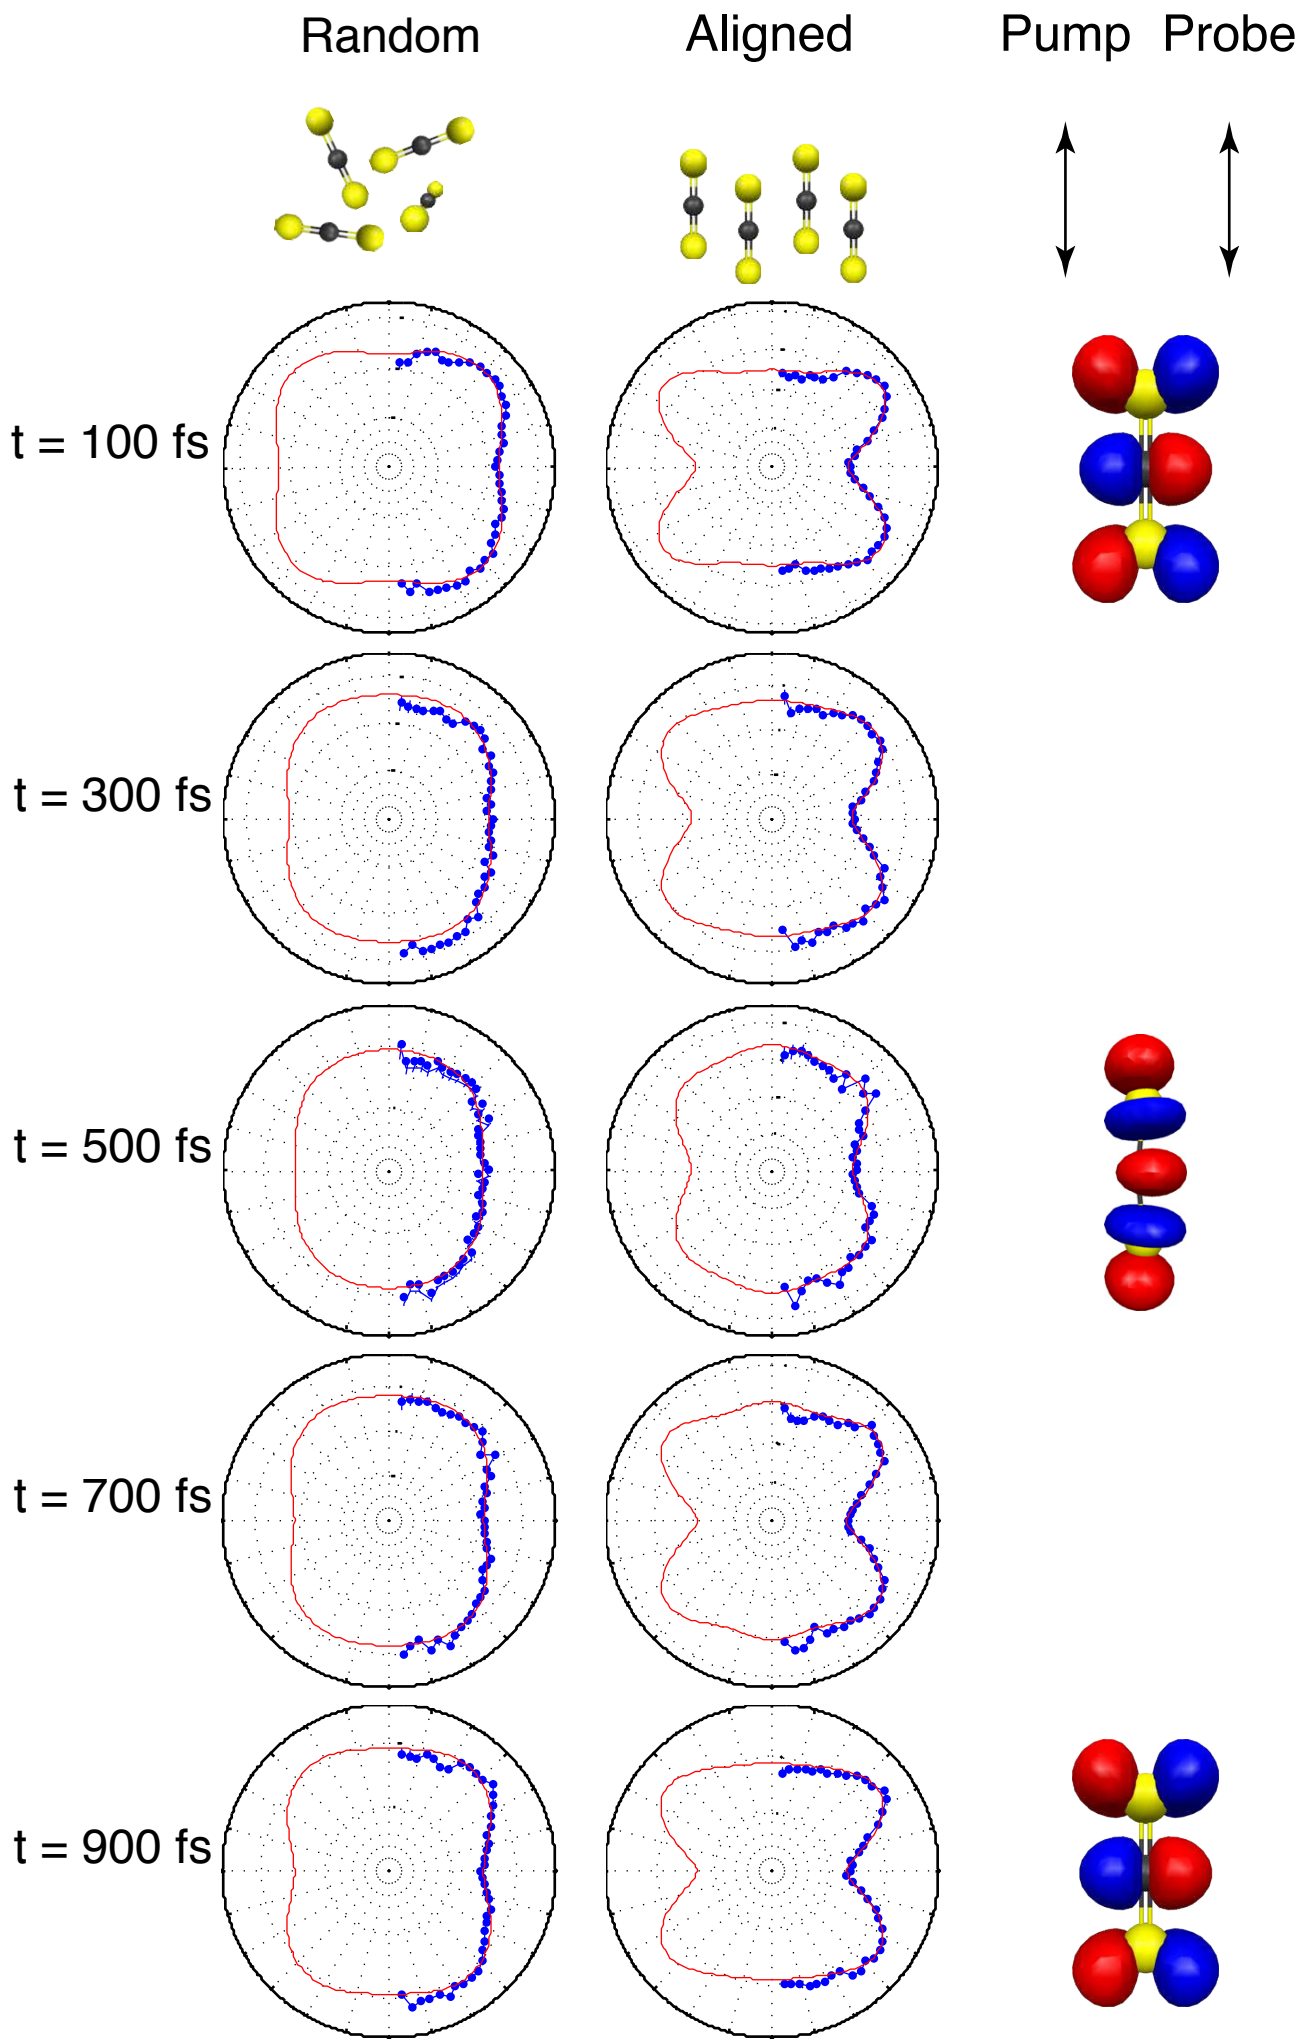 Random Aligned Pump Probe
t = 100 fs
t = 300 fs
t = 500 fs
t = 700 fs
t = 900 fs